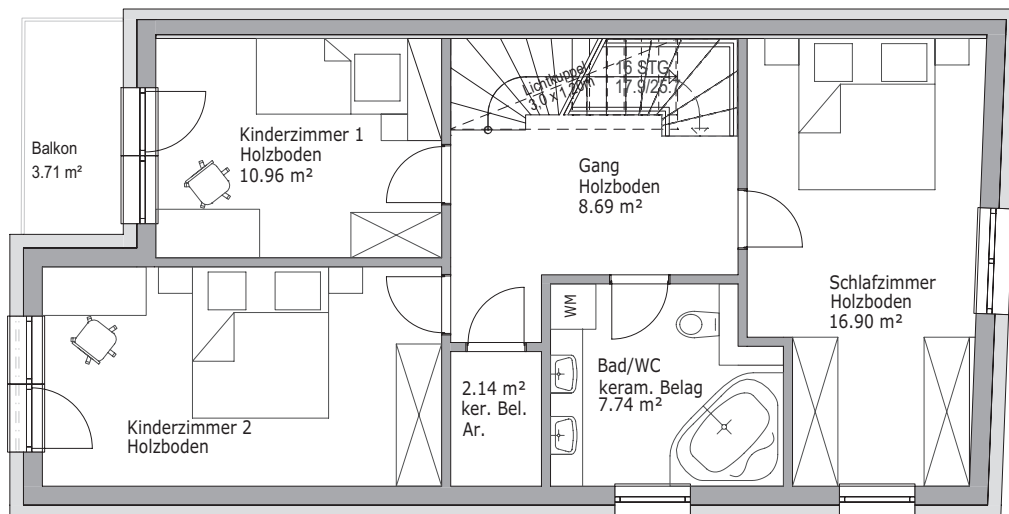 Balkon
3.71 m²
Kinderzimmer 1
Holzboden
10.96 m²
Lichtkuppel
3,0 x 1,20m
16 STG
17.9/26.7
Gang
Holzboden
8.69 m²
Schlafzimmer
Holzboden
16.90 m²
WM
Bad/WC
keram. Belag
7.74 m²
2.14 m²
ker. Bel.
Ar.
Kinderzimmer 2
Holzboden